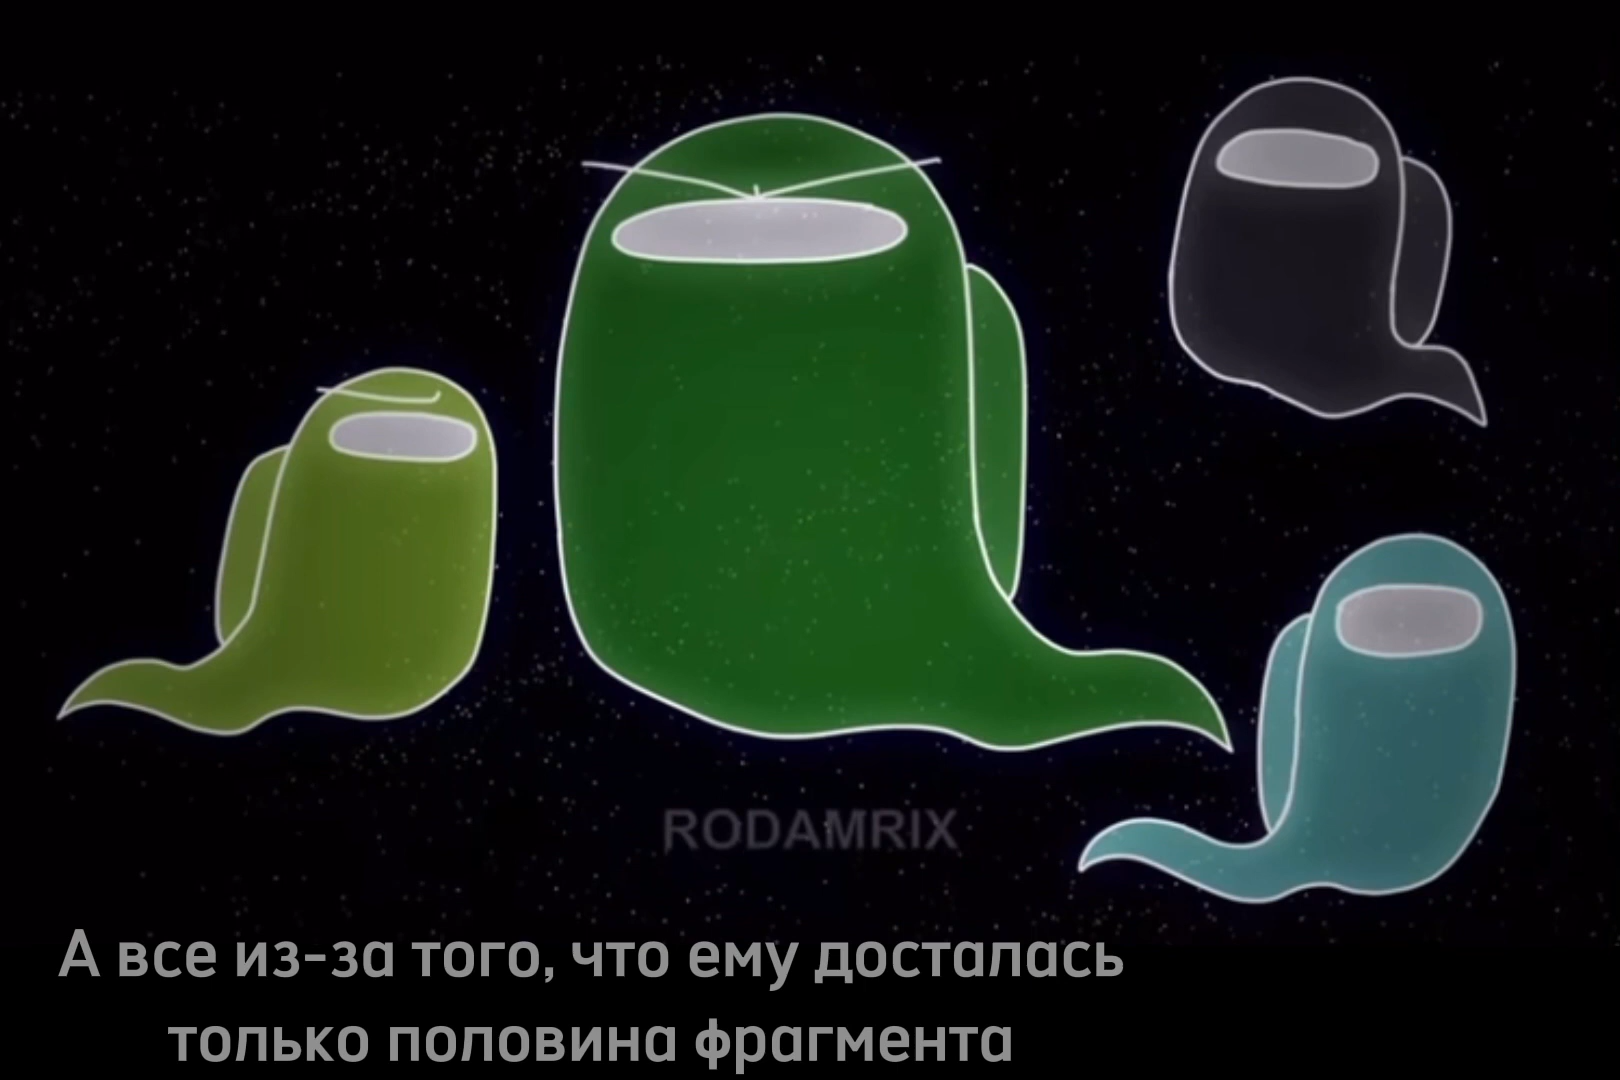 RODAMRIX
А все из-за того, что ему досталась
только половина фрагмента